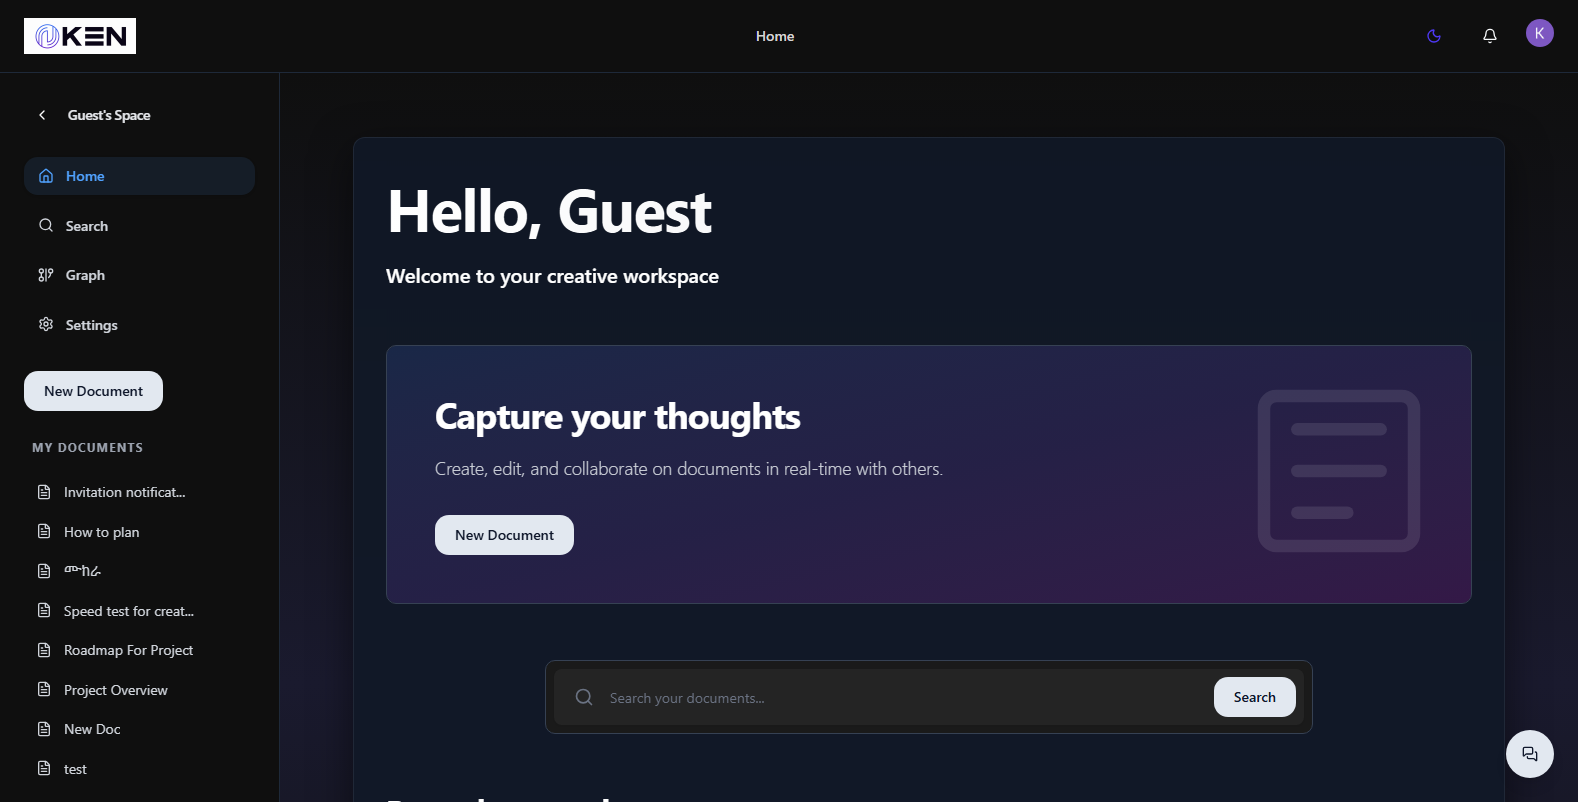 KEN
Home
K
Guest's Space
Home
Search
Graph
Settings
New Document
MY DOCUMENTS
Invitation notificat...
How to plan
ሙከራ
Speed test for creat...
Roadmap For Project
Project Overview
New Doc
test
Hello, Guest
Welcome to your creative workspace
Capture your thoughts
Create, edit, and collaborate on documents in real-time with others.
New Document
Search your documents...
Search